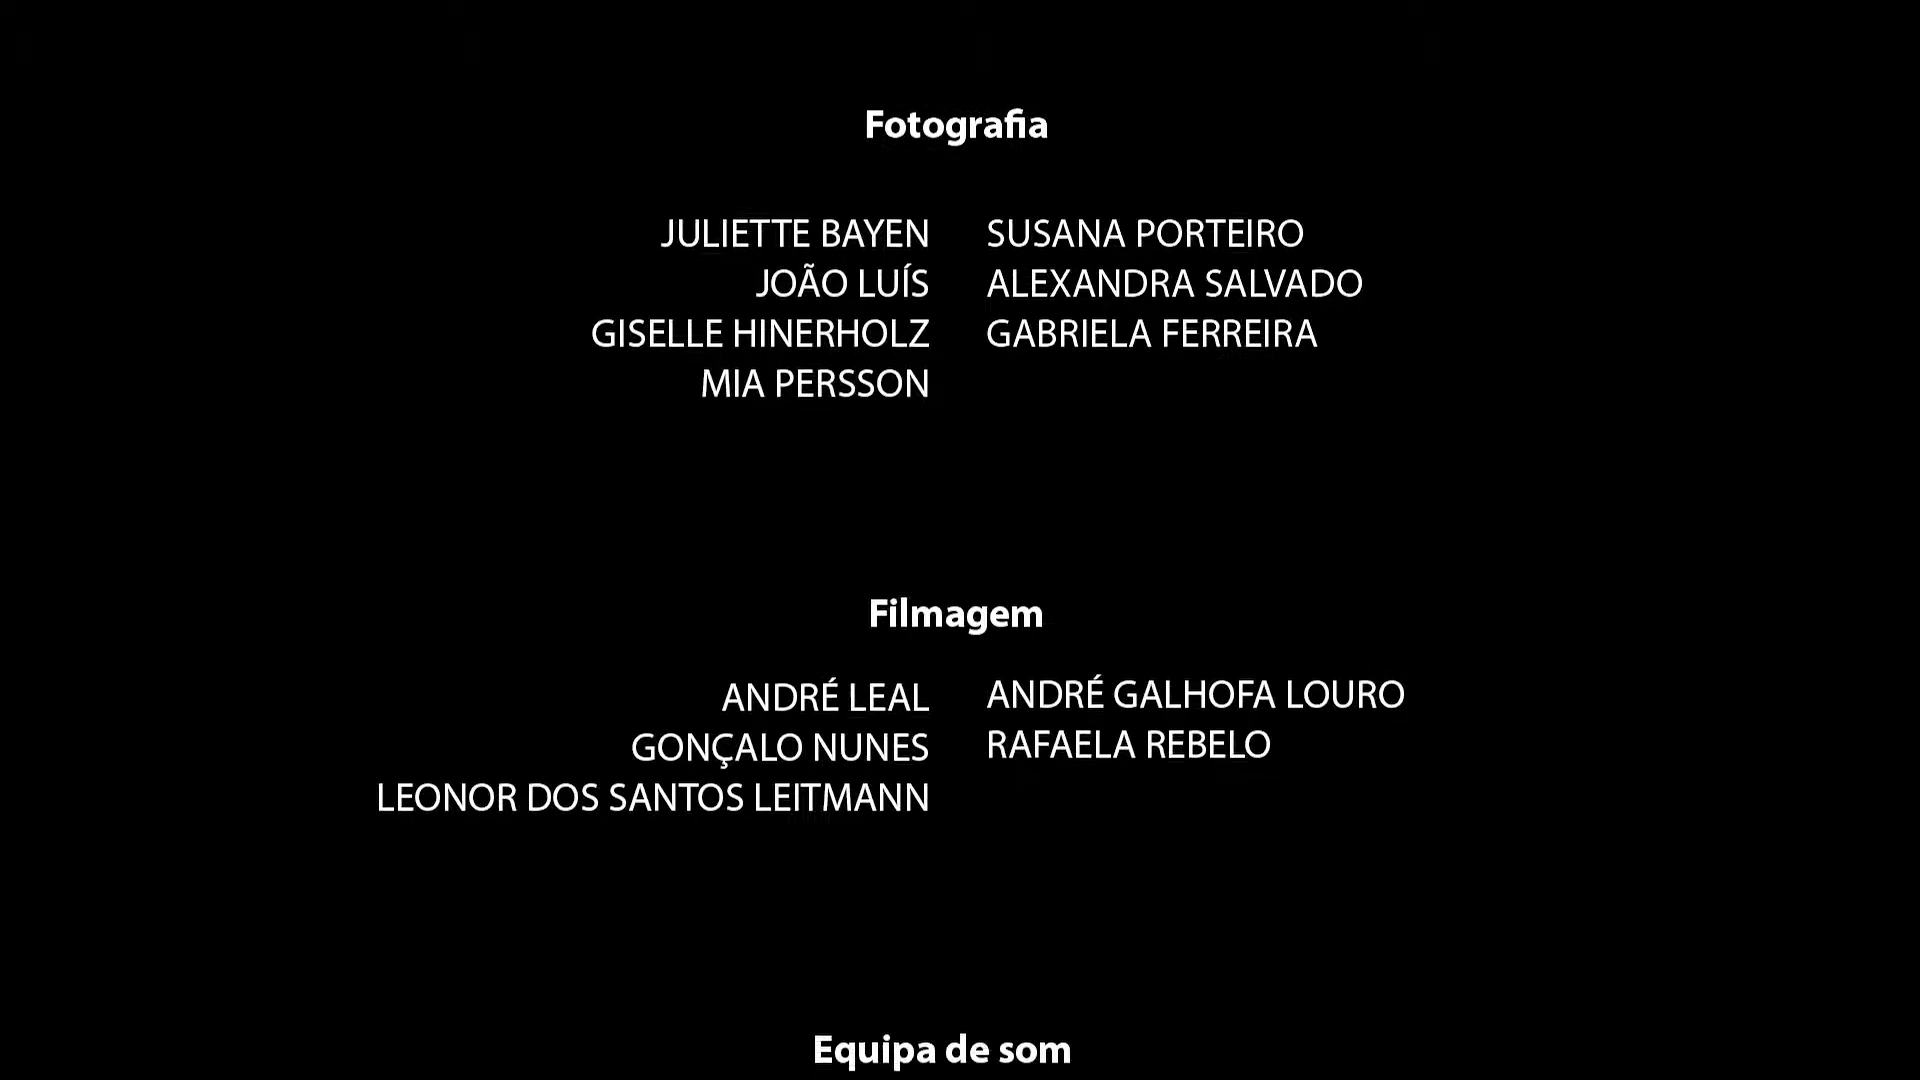 Fotografia
JULIETTE BAYEN SUSANA PORTEIRO
JOÃO LUÍS ALEXANDRA SALVADO
GISELLE HINERHOLZ GABRIELA FERREIRA
MIA PERSSON
Filmagem
ANDRÉ LEAL ANDRÉ GALHOFA LOURO
GONÇALO NUNES RAFAELA REBELO
LEONOR DOS SANTOS LEITMANN
Equipa de som